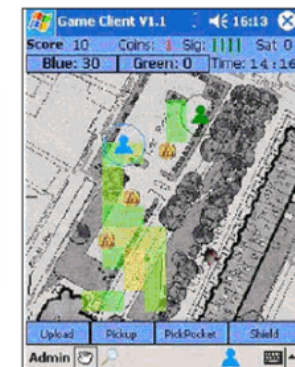 Game Client V1.1 16:13
Score 10 Coins: 1 Sig: Sat 0
Blue: 30 Green: 0 Time: 14:16
Upload Pickup PickPocket Shield
Admin